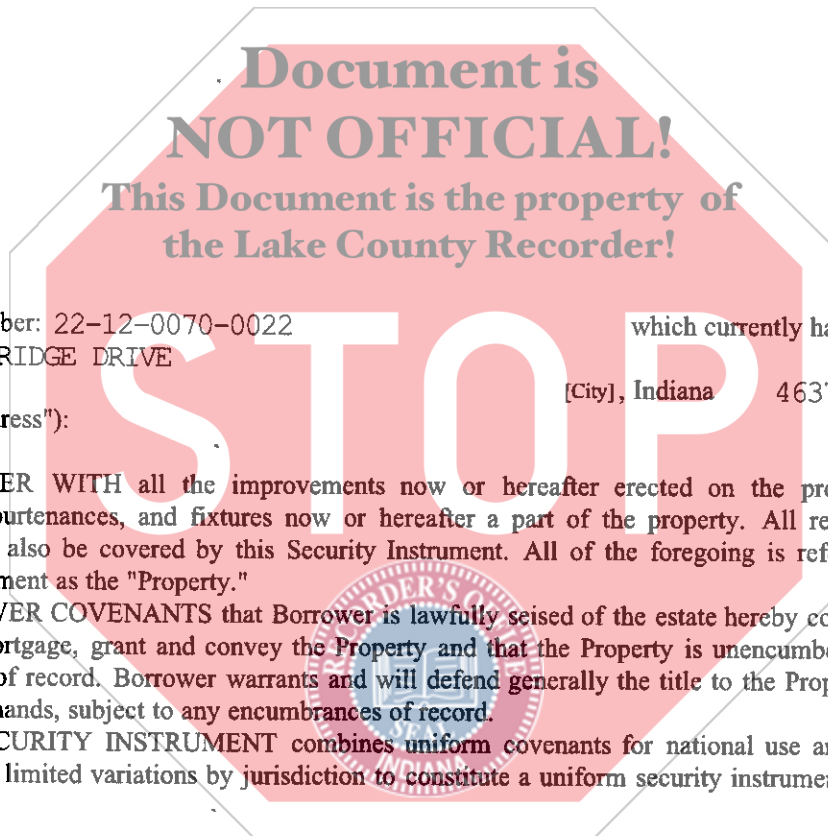 Document is
NOT OFFICIAL!
This Document is the property of
the Lake County Recorder!
ber: 22-12-0070-0022 which currently ha
RIDGE DRIVE
[City], Indiana 4637
ress"):
STOP
ER WITH all the improvements now or hereafter erected on the pro
ourtenances, and fixtures now or hereafter a part of the property. All re
also be covered by this Security Instrument. All of the foregoing is refe
ment as the "Property."
VER COVENANTS that Borrower is lawfully seised of the estate hereby co
ortgage, grant and convey the Property and that the Property is unencumbe
of record. Borrower warrants and will defend generally the title to the Prop
nands, subject to any encumbrances of record.
CURITY INSTRUMENT combines uniform covenants for national use an
limited variations by jurisdiction to constitute a uniform security instrumen
RECORDER'S OF
SEAL
INDIANA